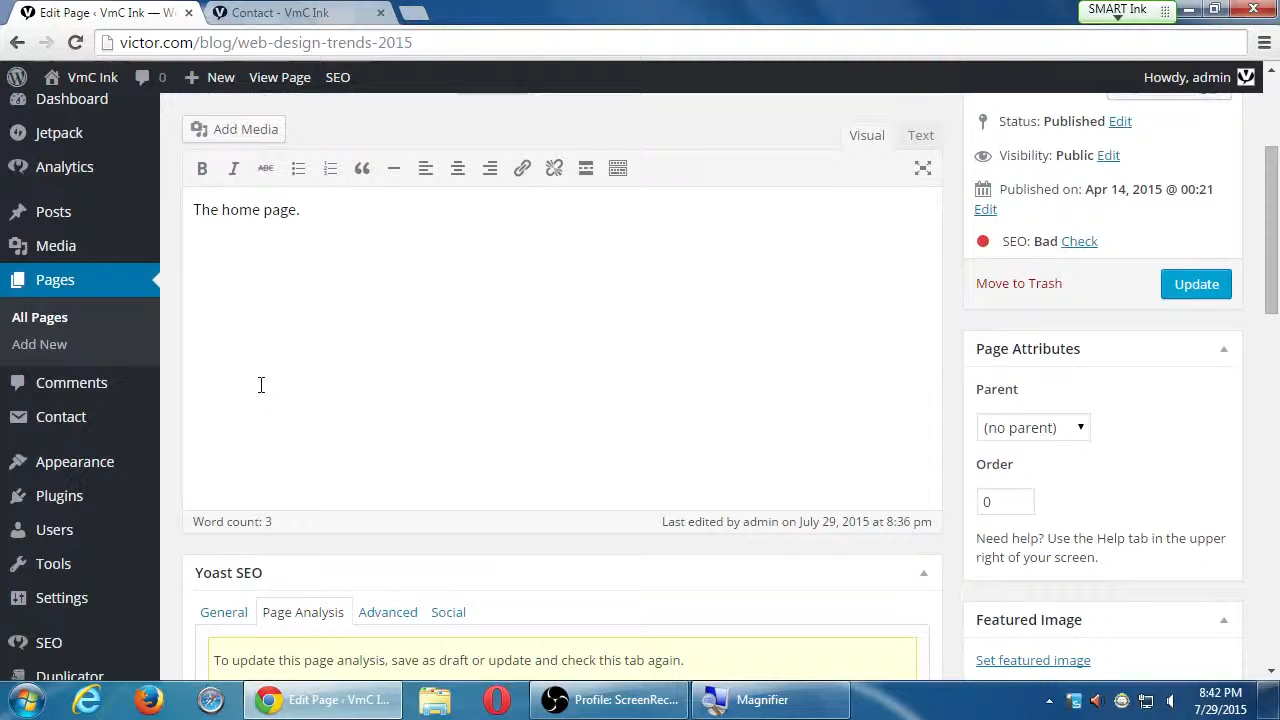 Edit Page ‹ VmC Ink — W
Contact ‹ VmC Ink
SMART Ink
victor.com/blog/web-design-trends-2015
VmC Ink
0
New
View Page
SEO
Howdy, admin
Dashboard
Jetpack
Analytics
Posts
Media
Pages
All Pages
Add New
Comments
Contact
Appearance
Plugins
Users
Tools
Settings
SEO
Duplicator
Add Media
Visual
Text
B I ABC
The home page.
Word count: 3
Last edited by admin on July 29, 2015 at 8:36 pm
Yoast SEO
General
Page Analysis
Advanced
Social
To update this page analysis, save as draft or update and check this tab again.
Status: Published Edit
Visibility: Public Edit
Published on: Apr 14, 2015 @ 00:21
Edit
SEO: Bad Check
Move to Trash
Update
Page Attributes
Parent
(no parent)
Order
0
Need help? Use the Help tab in the upper
right of your screen.
Featured Image
Set featured image
Edit Page ‹ VmC I...
Profile: ScreenRec...
Magnifier
8:42 PM
7/29/2015